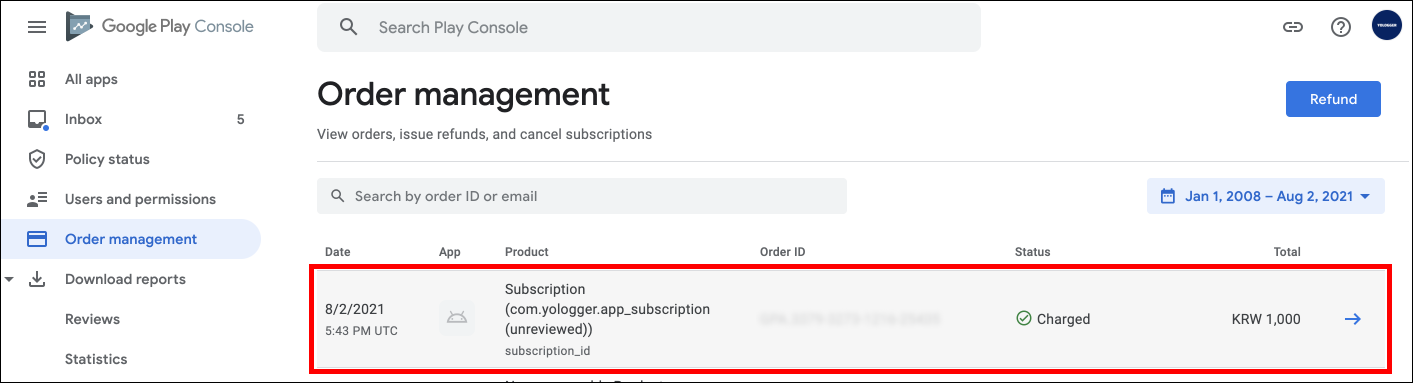 Google Play Console
Search Play Console
YOLOGGER
All apps
Inbox 5
Policy status
Users and permissions
Order management
Download reports
Reviews
Statistics
Order management
Refund
View orders, issue refunds, and cancel subscriptions
Search by order ID or email
Jan 1, 2008 – Aug 2, 2021
Date App Product Order ID Status Total
8/2/2021
5:43 PM UTC
Subscription
(com.yologger.app_subscription
(unreviewed))
subscription_id
Charged
KRW 1,000